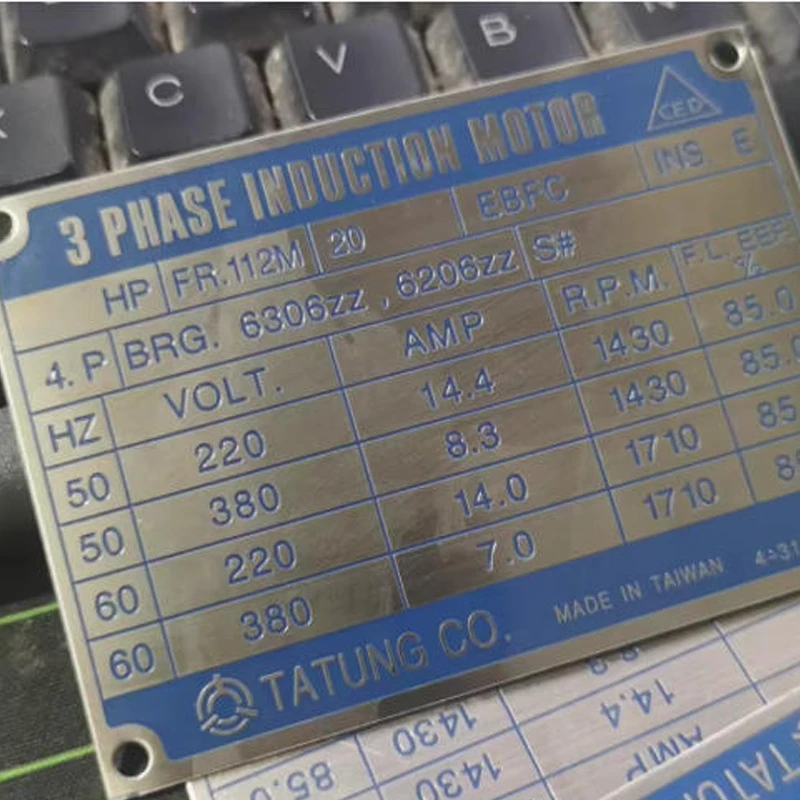 C
V
B
3 PHASE INDUCTION MOTOR
CED
HP FR.112M 20 EBFC INS E
4. P BRG. 6306zz , 6206zz S#
HZ VOLT. AMP R.P.M. F.L. EFF %
50 220 14.4 1430 85.0
50 380 8.3 1430 85.0
60 220 14.0 1710 85
60 380 7.0 1710
TATUNG CO. MADE IN TAIWAN
14.4 1430
AMP 1430 85.0